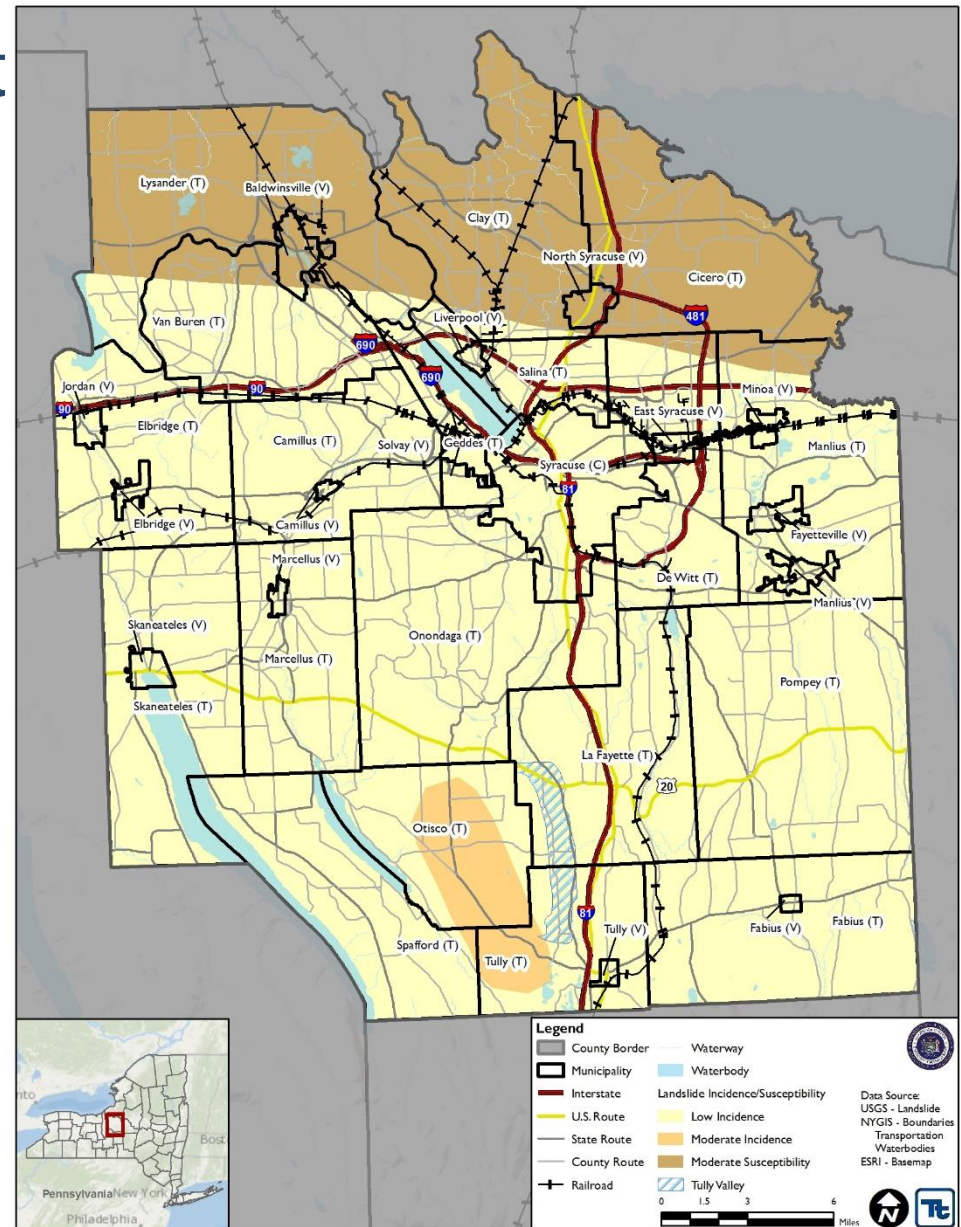 t
Lysander (T)
Baldwinsville (V)
Clay (T)
North Syracuse (V)
Cicero (T)
Van Buren (T)
Liverpool (V)
481
690
690
Jordan (V)
90
90
Salina (T)
Minoa (V)
Elbridge (T)
Camillus (T)
Solvay (V)
Geddes (T)
East Syracuse (V)
Manlius (T)
Syracuse (C)
81
Elbridge (V)
Camillus (V)
Fayetteville (V)
Marcellus (V)
De Witt (T)
Manlius (V)
Skaneateles (V)
Onondaga (T)
Marcellus (T)
Pompey (T)
Skaneateles (T)
La Fayette (T)
20
Otisco (T)
81
Tully (V)
Fabius (V)
Fabius (T)
Spafford (T)
Tully (T)
Legend
County Border
Municipality
Interstate
U.S. Route
State Route
County Route
Railroad
Waterway
Waterbody
Landslide Incidence/Susceptibility
Low Incidence
Moderate Incidence
Moderate Susceptibility
Tully Valley
0 1.5 3 6
Miles
Data Source:
USGS - Landslide
NYGIS - Boundaries
Transportation
Waterbodies
ESRI - Basemap
N
Tt
nto
Bost
Pennsylvania
New York
Philadelphia